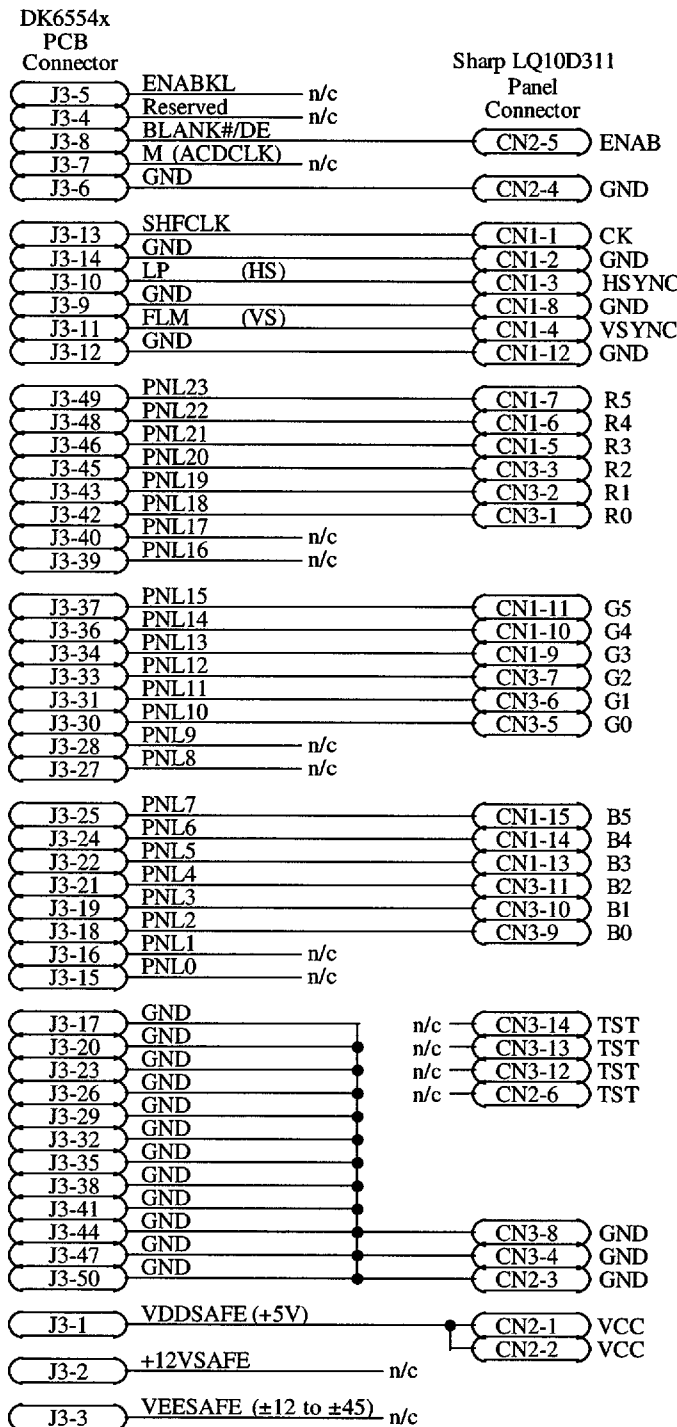 DK6554x
PCB
Connector
Sharp LQ10D311
Panel
Connector
J3-5 ENABKL n/c
J3-4 Reserved n/c
J3-8 BLANK#/DE CN2-5 ENAB
J3-7 M (ACDCLK) n/c
J3-6 GND CN2-4 GND
J3-13 SHFCLK CN1-1 CK
J3-14 GND CN1-2 GND
J3-10 LP (HS) CN1-3 HSYNC
J3-9 GND CN1-8 GND
J3-11 FLM (VS) CN1-4 VSYNC
J3-12 GND CN1-12 GND
J3-49 PNL23 CN1-7 R5
J3-48 PNL22 CN1-6 R4
J3-46 PNL21 CN1-5 R3
J3-45 PNL20 CN3-3 R2
J3-43 PNL19 CN3-2 R1
J3-42 PNL18 CN3-1 R0
J3-40 PNL17 n/c
J3-39 PNL16 n/c
J3-37 PNL15 CN1-11 G5
J3-36 PNL14 CN1-10 G4
J3-34 PNL13 CN1-9 G3
J3-33 PNL12 CN3-7 G2
J3-31 PNL11 CN3-6 G1
J3-30 PNL10 CN3-5 G0
J3-28 PNL9 n/c
J3-27 PNL8 n/c
J3-25 PNL7 CN1-15 B5
J3-24 PNL6 CN1-14 B4
J3-22 PNL5 CN1-13 B3
J3-21 PNL4 CN3-11 B2
J3-19 PNL3 CN3-10 B1
J3-18 PNL2 CN3-9 B0
J3-16 PNL1 n/c
J3-15 PNL0 n/c
J3-17 GND n/c CN3-14 TST
J3-20 GND n/c CN3-13 TST
J3-23 GND n/c CN3-12 TST
J3-26 GND n/c CN2-6 TST
J3-29 GND
J3-32 GND
J3-35 GND
J3-38 GND
J3-41 GND
J3-44 GND CN3-8 GND
J3-47 GND CN3-4 GND
J3-50 GND CN2-3 GND
J3-1 VDDSAFE (+5V) CN2-1 VCC
CN2-2 VCC
J3-2 +12VSAFE n/c
J3-3 VEESAFE (±12 to ±45) n/c